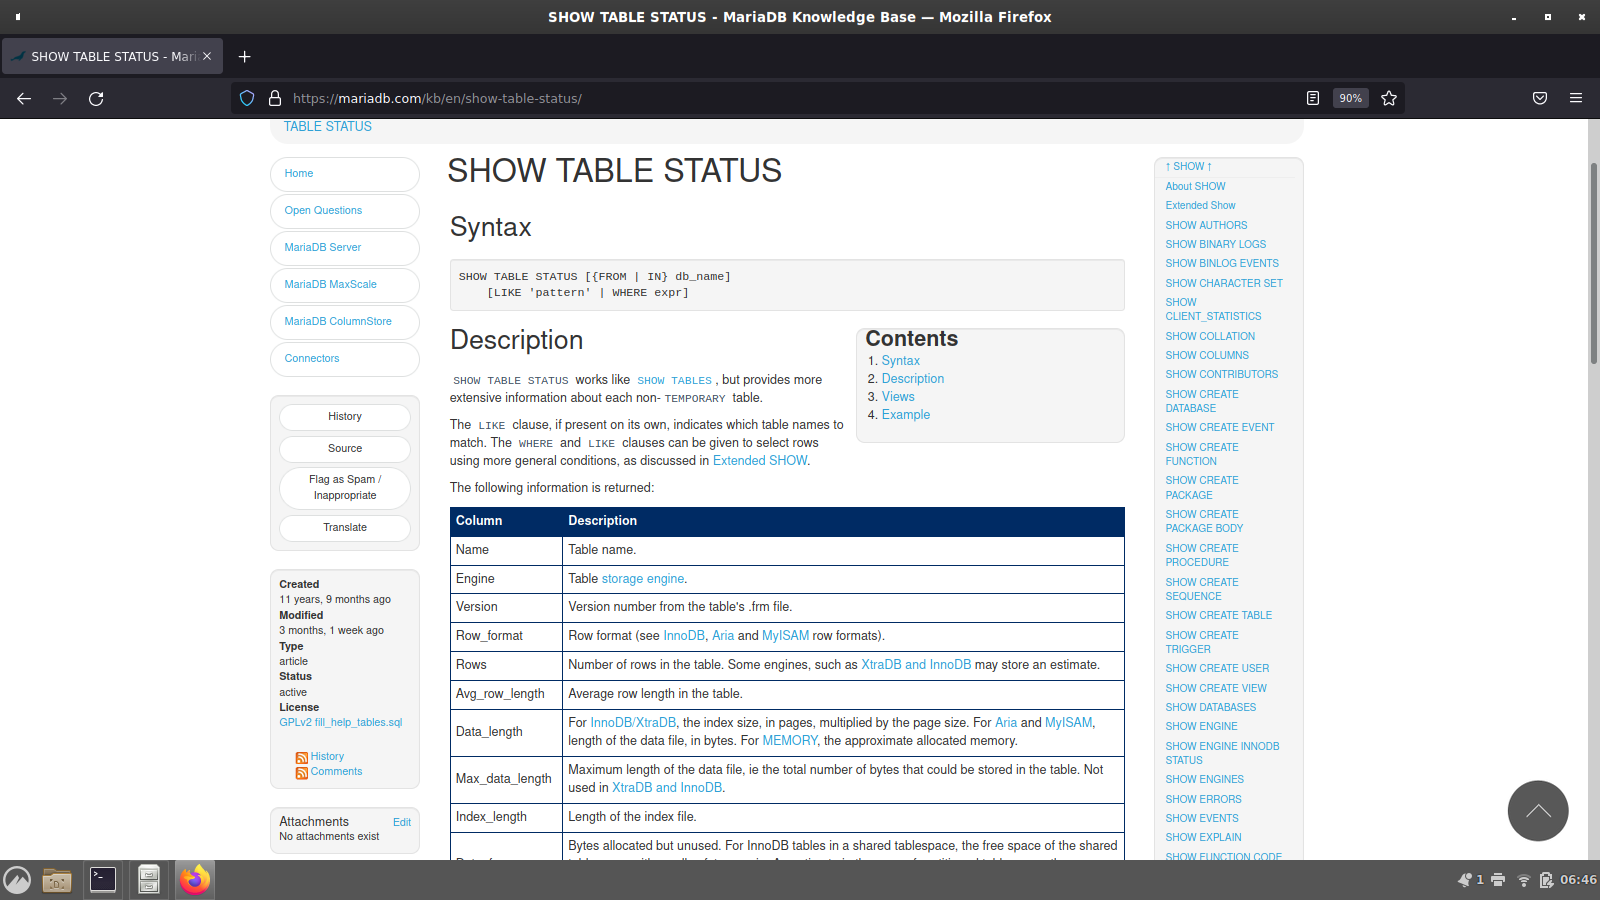 SHOW TABLE STATUS - MariaDB Knowledge Base — Mozilla Firefox
SHOW TABLE STATUS - Mari
https://mariadb.com/kb/en/show-table-status/
90%
TABLE STATUS
Home
Open Questions
MariaDB Server
MariaDB MaxScale
MariaDB ColumnStore
Connectors
History
Source
Flag as Spam /
Inappropriate
Translate
Created
11 years, 9 months ago
Modified
3 months, 1 week ago
Type
article
Status
active
License
GPLv2 fill_help_tables.sql
History
Comments
Attachments Edit
No attachments exist
SHOW TABLE STATUS
Syntax
SHOW TABLE STATUS [{FROM | IN} db_name]
[LIKE 'pattern' | WHERE expr]
Description
SHOW TABLE STATUS works like SHOW TABLES , but provides more
extensive information about each non- TEMPORARY table.
The LIKE clause, if present on its own, indicates which table names to
match. The WHERE and LIKE clauses can be given to select rows
using more general conditions, as discussed in Extended SHOW.
The following information is returned:
Contents
1. Syntax
2. Description
3. Views
4. Example
Column Description
Name Table name.
Engine Table storage engine.
Version Version number from the table's .frm file.
Row_format Row format (see InnoDB, Aria and MyISAM row formats).
Rows Number of rows in the table. Some engines, such as XtraDB and InnoDB may store an estimate.
Avg_row_length Average row length in the table.
Data_length For InnoDB/XtraDB, the index size, in pages, multiplied by the page size. For Aria and MyISAM,
length of the data file, in bytes. For MEMORY, the approximate allocated memory.
Max_data_length Maximum length of the data file, ie the total number of bytes that could be stored in the table. Not
used in XtraDB and InnoDB.
Index_length Length of the index file.
Bytes allocated but unused. For InnoDB tables in a shared tablespace, the free space of the shared
↑ SHOW ↑
About SHOW
Extended Show
SHOW AUTHORS
SHOW BINARY LOGS
SHOW BINLOG EVENTS
SHOW CHARACTER SET
SHOW
CLIENT_STATISTICS
SHOW COLLATION
SHOW COLUMNS
SHOW CONTRIBUTORS
SHOW CREATE
DATABASE
SHOW CREATE EVENT
SHOW CREATE
FUNCTION
SHOW CREATE
PACKAGE
SHOW CREATE
PACKAGE BODY
SHOW CREATE
PROCEDURE
SHOW CREATE
SEQUENCE
SHOW CREATE TABLE
SHOW CREATE
TRIGGER
SHOW CREATE USER
SHOW CREATE VIEW
SHOW DATABASES
SHOW ENGINE
SHOW ENGINE INNODB
STATUS
SHOW ENGINES
SHOW ERRORS
SHOW EVENTS
SHOW EXPLAIN
SHOW FUNCTION CODE
1
06:46